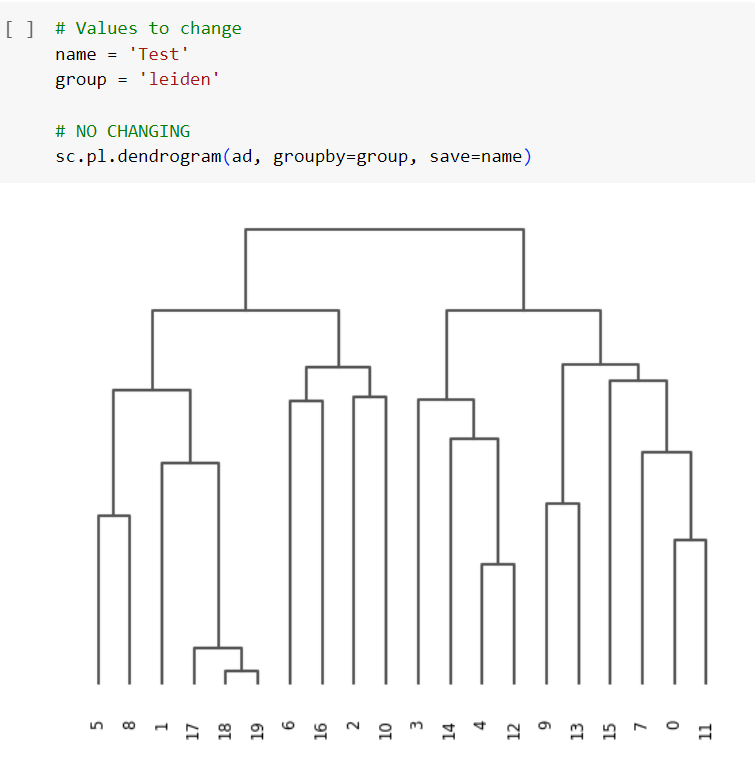 [ ] # Values to change
name = 'Test'
group = 'leiden'
# NO CHANGING
sc.pl.dendrogram(ad, groupby=group, save=name)
5 8 1 17 18 19 6 16 2 10 3 14 4 12 9 13 15 7 0 11